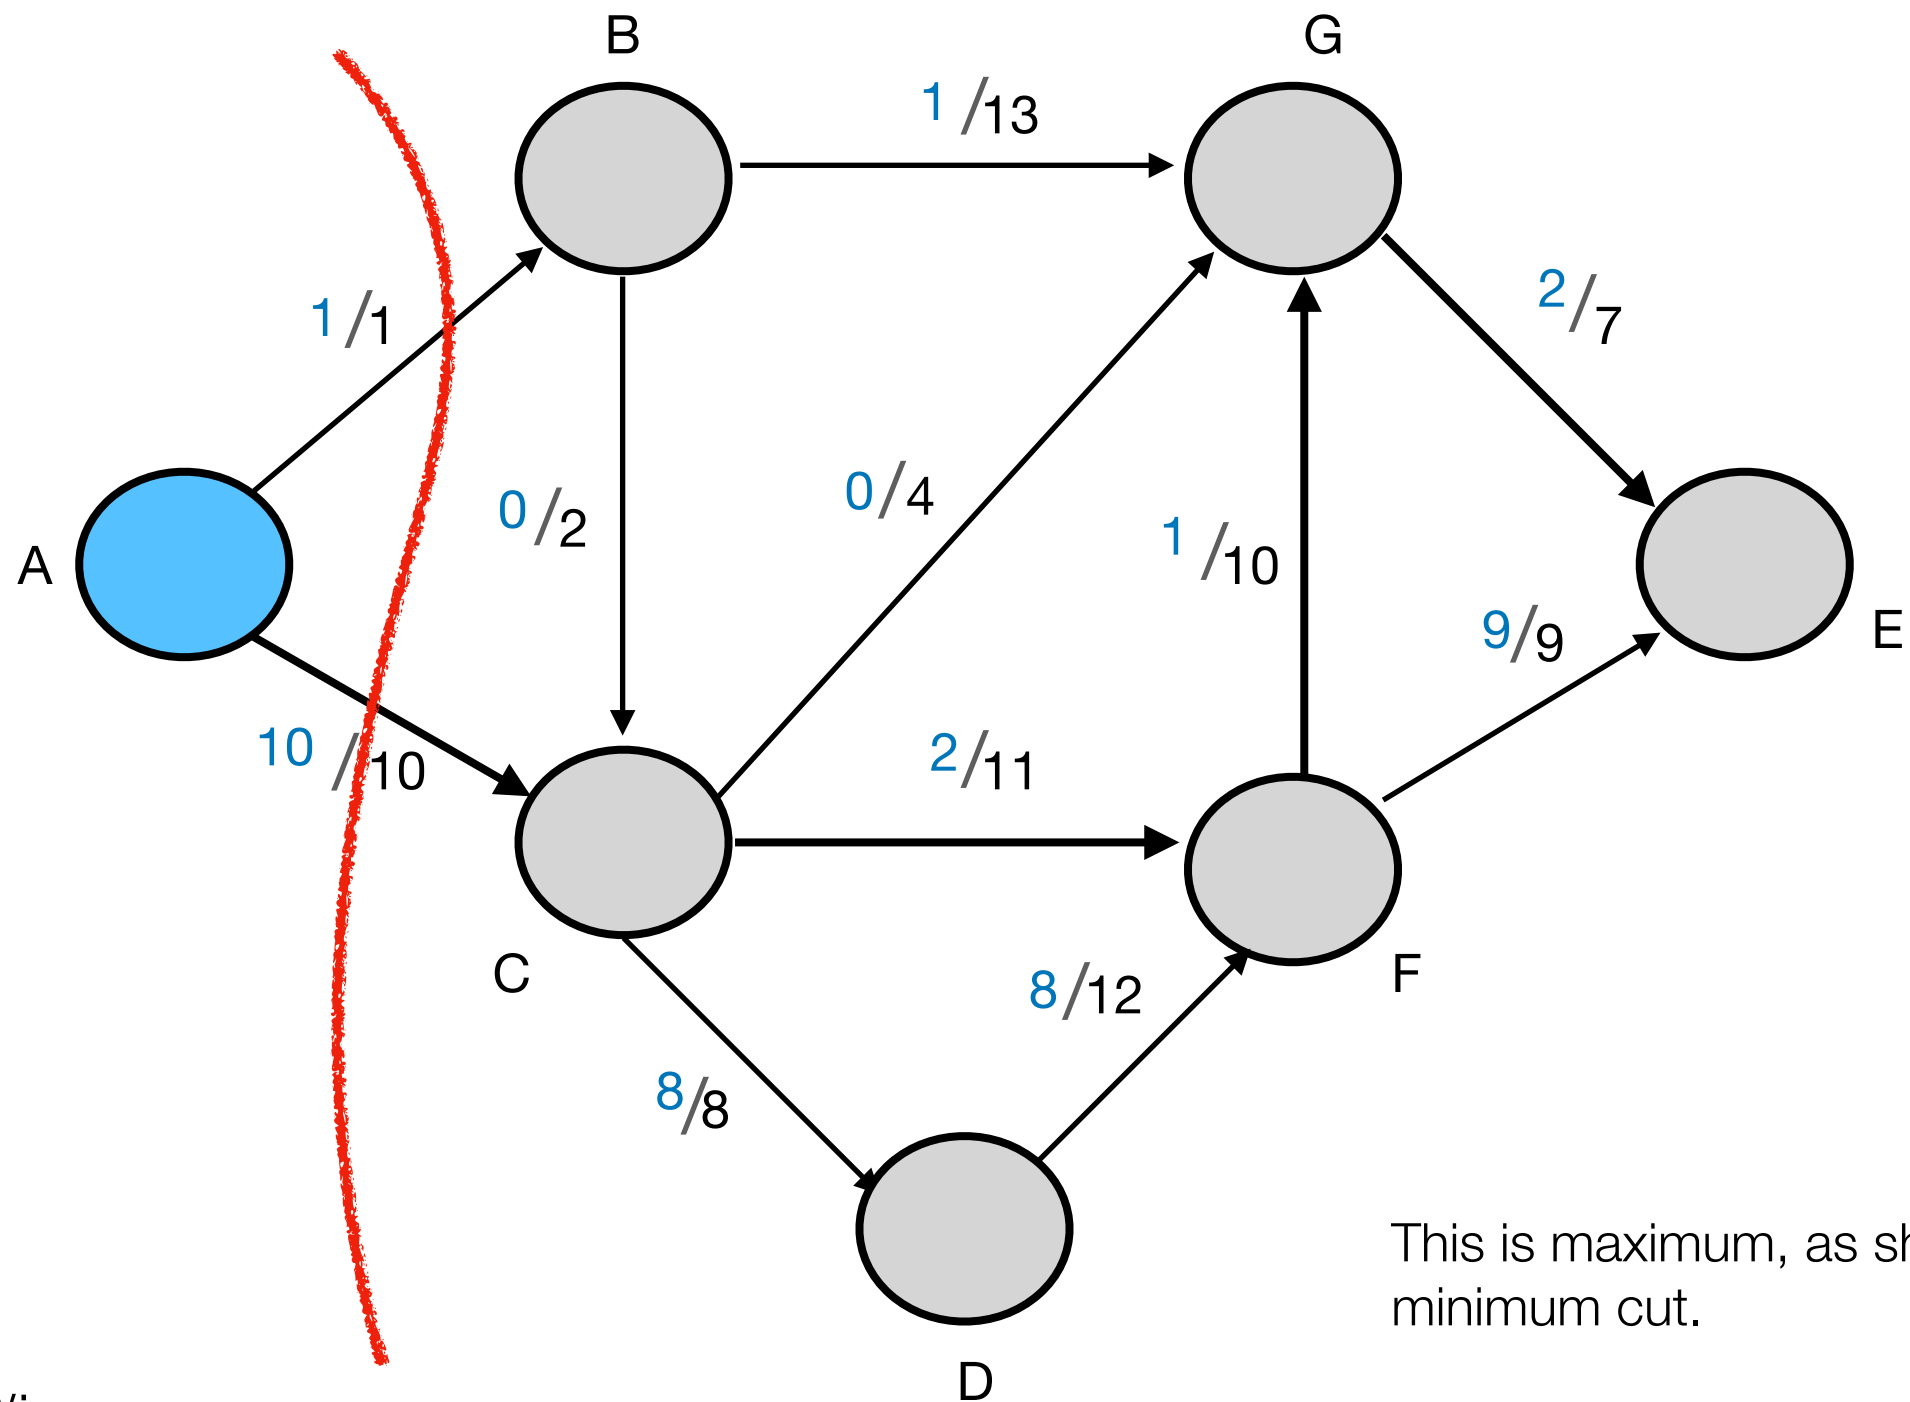 B
G
1/13
1/1
2/7
0/2
0/4
1/10
A
9/9
E
10/10
2/11
C
8/12
F
8/8
This is maximum, as
minimum cut.
D